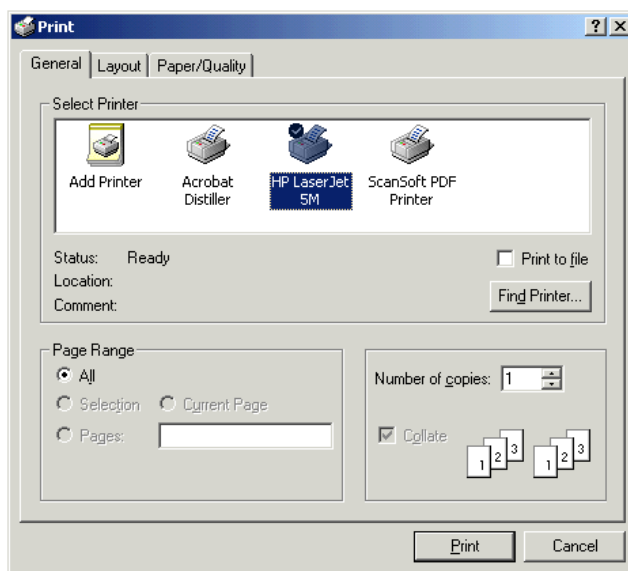 Print
General
Layout
Paper/Quality
Select Printer
Add Printer
Acrobat
Distiller
HP LaserJet
5M
ScanSoft PDF
Printer
Status: Ready
Print to file
Location:
Find Printer...
Comment:
Page Range
All
Selection
Current Page
Pages:
Number of copies: 1
Collate
1 2 3 1 2 3
Print
Cancel